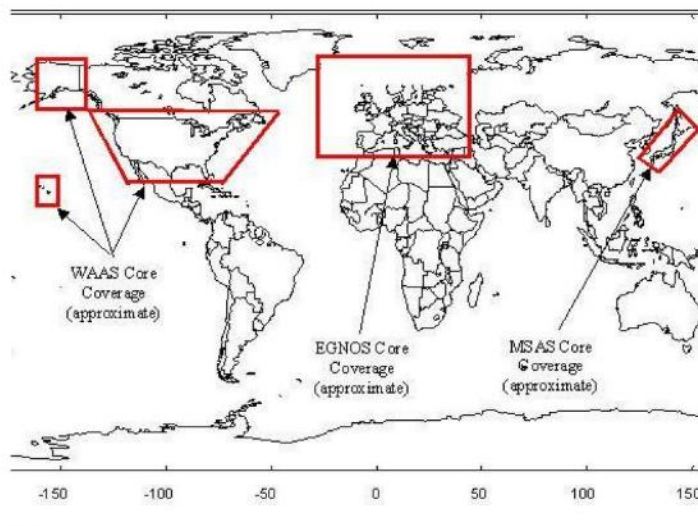 WAAS Core
Coverage
(approximate)
EGNOS Core
Coverage
(approximate)
MSAS Core
Coverage
(approximate)
-150 -100 -50 0 50 100 150